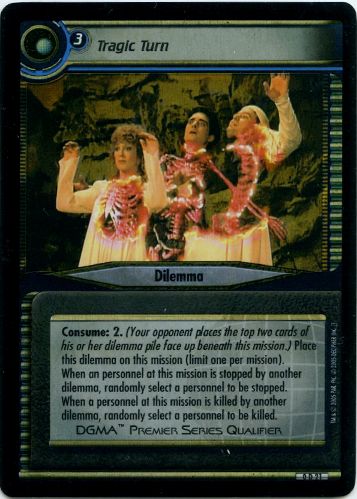 3 Tragic Turn
Dilemma
Consume: 2. (Your opponent places the top two cards of
his or her dilemma pile face up beneath this mission.) Place
this dilemma on this mission (limit one per mission).
When an personnel at this mission is stopped by another
dilemma, randomly select a personnel to be stopped.
When a personnel at this mission is killed by another
dilemma, randomly select a personnel to be killed.
DGMA™ Premier Series Qualifier
0 D 21